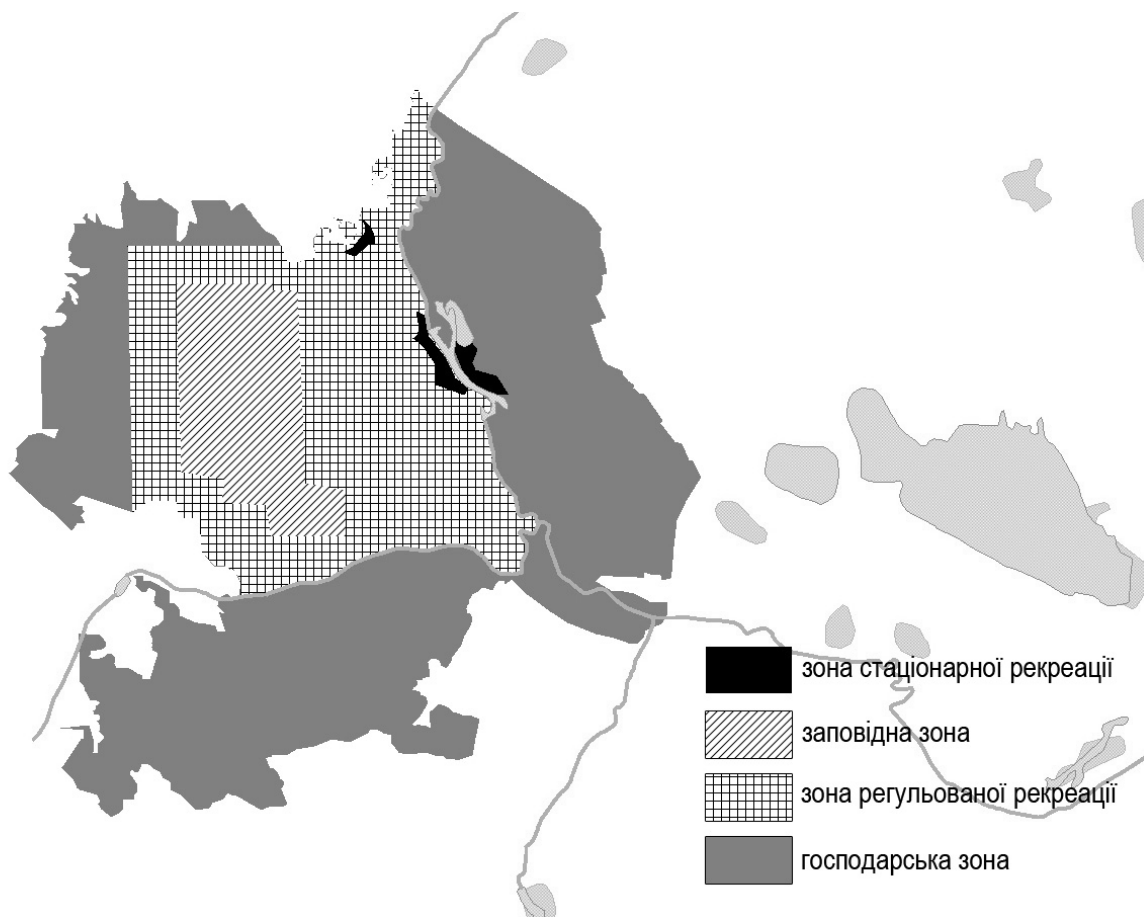 зона стаціонарної рекреації
заповідна зона
зона регульованої рекреації
господарська зона